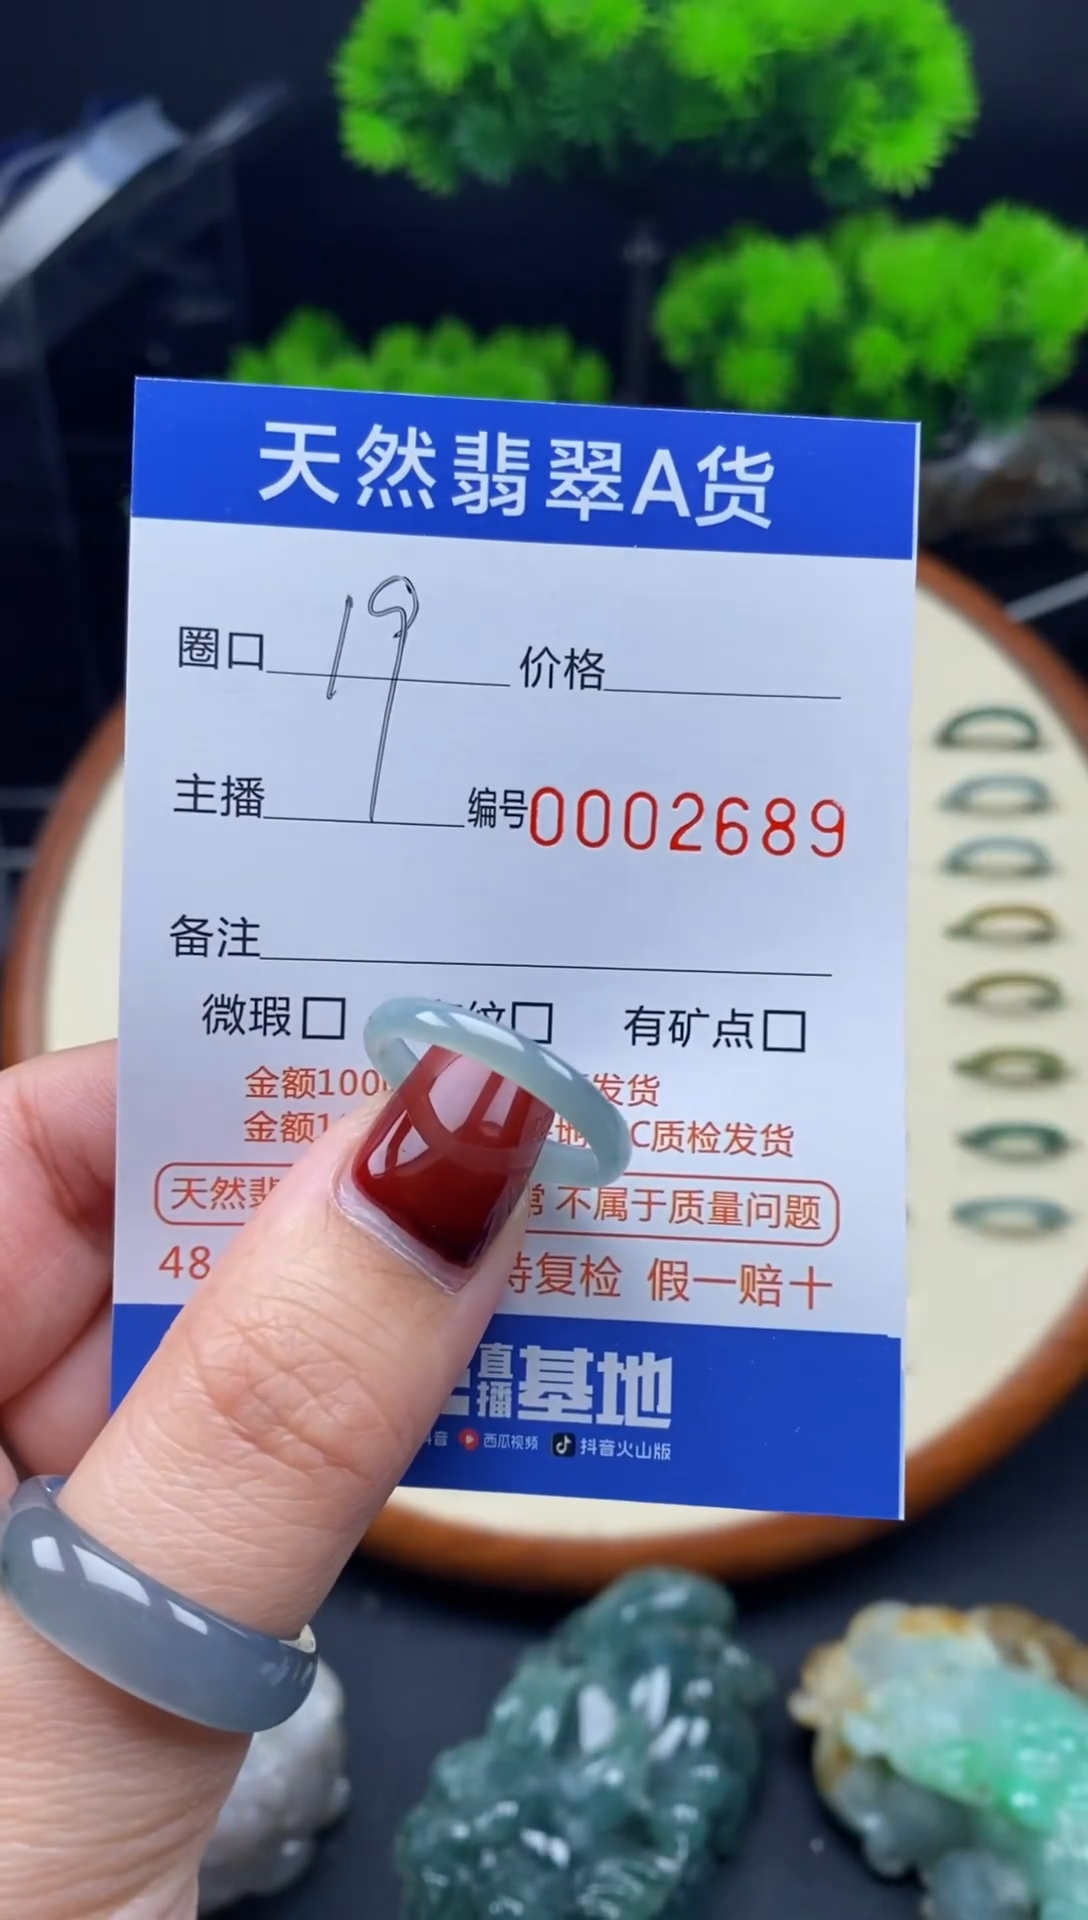 天然翡翠A货
圈口 19 价格
主播 编号0002689
备注
微瑕□ 纹□ 有矿点□
金额100 发货
金额1 C质检发货
天然翡 常 不属于质量问题
48 持复检 假一赔十
直播基地
抖音 西瓜视频 抖音火山版